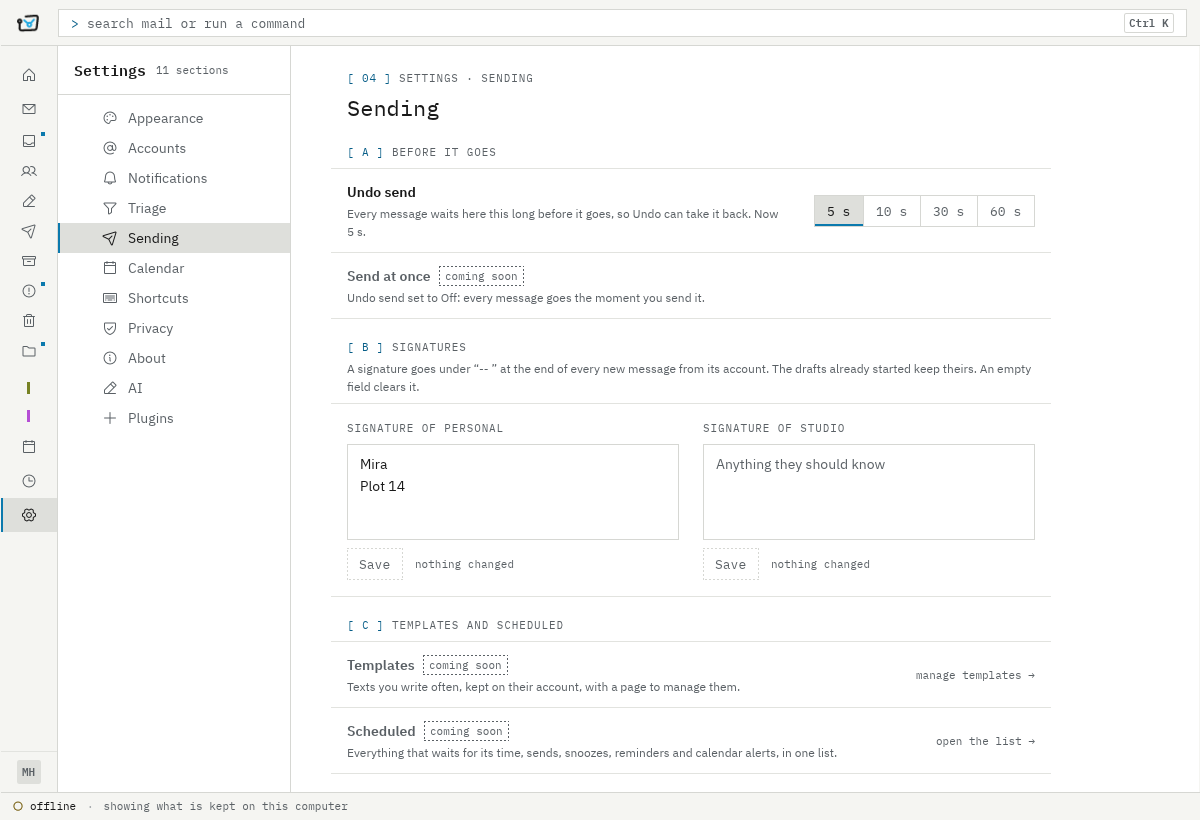 > search mail or run a command
Ctrl K
Settings 11 sections
Appearance
Accounts
Notifications
Triage
Sending
Calendar
Shortcuts
Privacy
About
AI
Plugins
MH
[ 04 ] SETTINGS · SENDING
Sending
[ A ] BEFORE IT GOES
Undo send
Every message waits here this long before it goes, so Undo can take it back. Now
5 s.
5 s 10 s 30 s 60 s
Send at once coming soon
Undo send set to Off: every message goes the moment you send it.
[ B ] SIGNATURES
A signature goes under “-- ” at the end of every new message from its account. The drafts already started keep theirs. An empty
field clears it.
SIGNATURE OF PERSONAL
Mira
Plot 14
Save nothing changed
SIGNATURE OF STUDIO
Anything they should know
Save nothing changed
[ C ] TEMPLATES AND SCHEDULED
Templates coming soon
Texts you write often, kept on their account, with a page to manage them.
manage templates →
Scheduled coming soon
Everything that waits for its time, sends, snoozes, reminders and calendar alerts, in one list.
open the list →
offline · showing what is kept on this computer